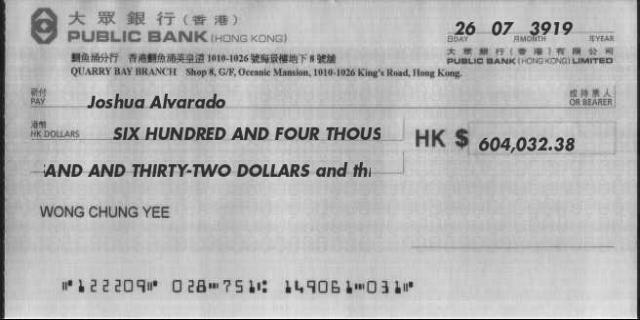 大眾銀行(香港)
PUBLIC BANK (HONG KONG)
26 07 3919
日DAY 月MONTH 年YEAR
大眾銀行(香港)有限公司
PUBLIC BANK (HONG KONG) LIMITED
鰂魚涌分行 香港鰂魚涌英皇道 1010-1026 號海景樓地下 8 號舖
QUARRY BAY BRANCH Shop 8, G/F, Oceanic Mansion, 1010-1026 King's Road, Hong Kong.
祈付
PAY Joshua Alvarado
或持票人
OR BEARER
港幣
HK DOLLARS SIX HUNDRED AND FOUR THOUS
HK $ 604,032.38
AND AND THIRTY-TWO DOLLARS and thi
WONG CHUNG YEE
⑈122209⑈ 028⑉751⑆ 149061⑉031⑈